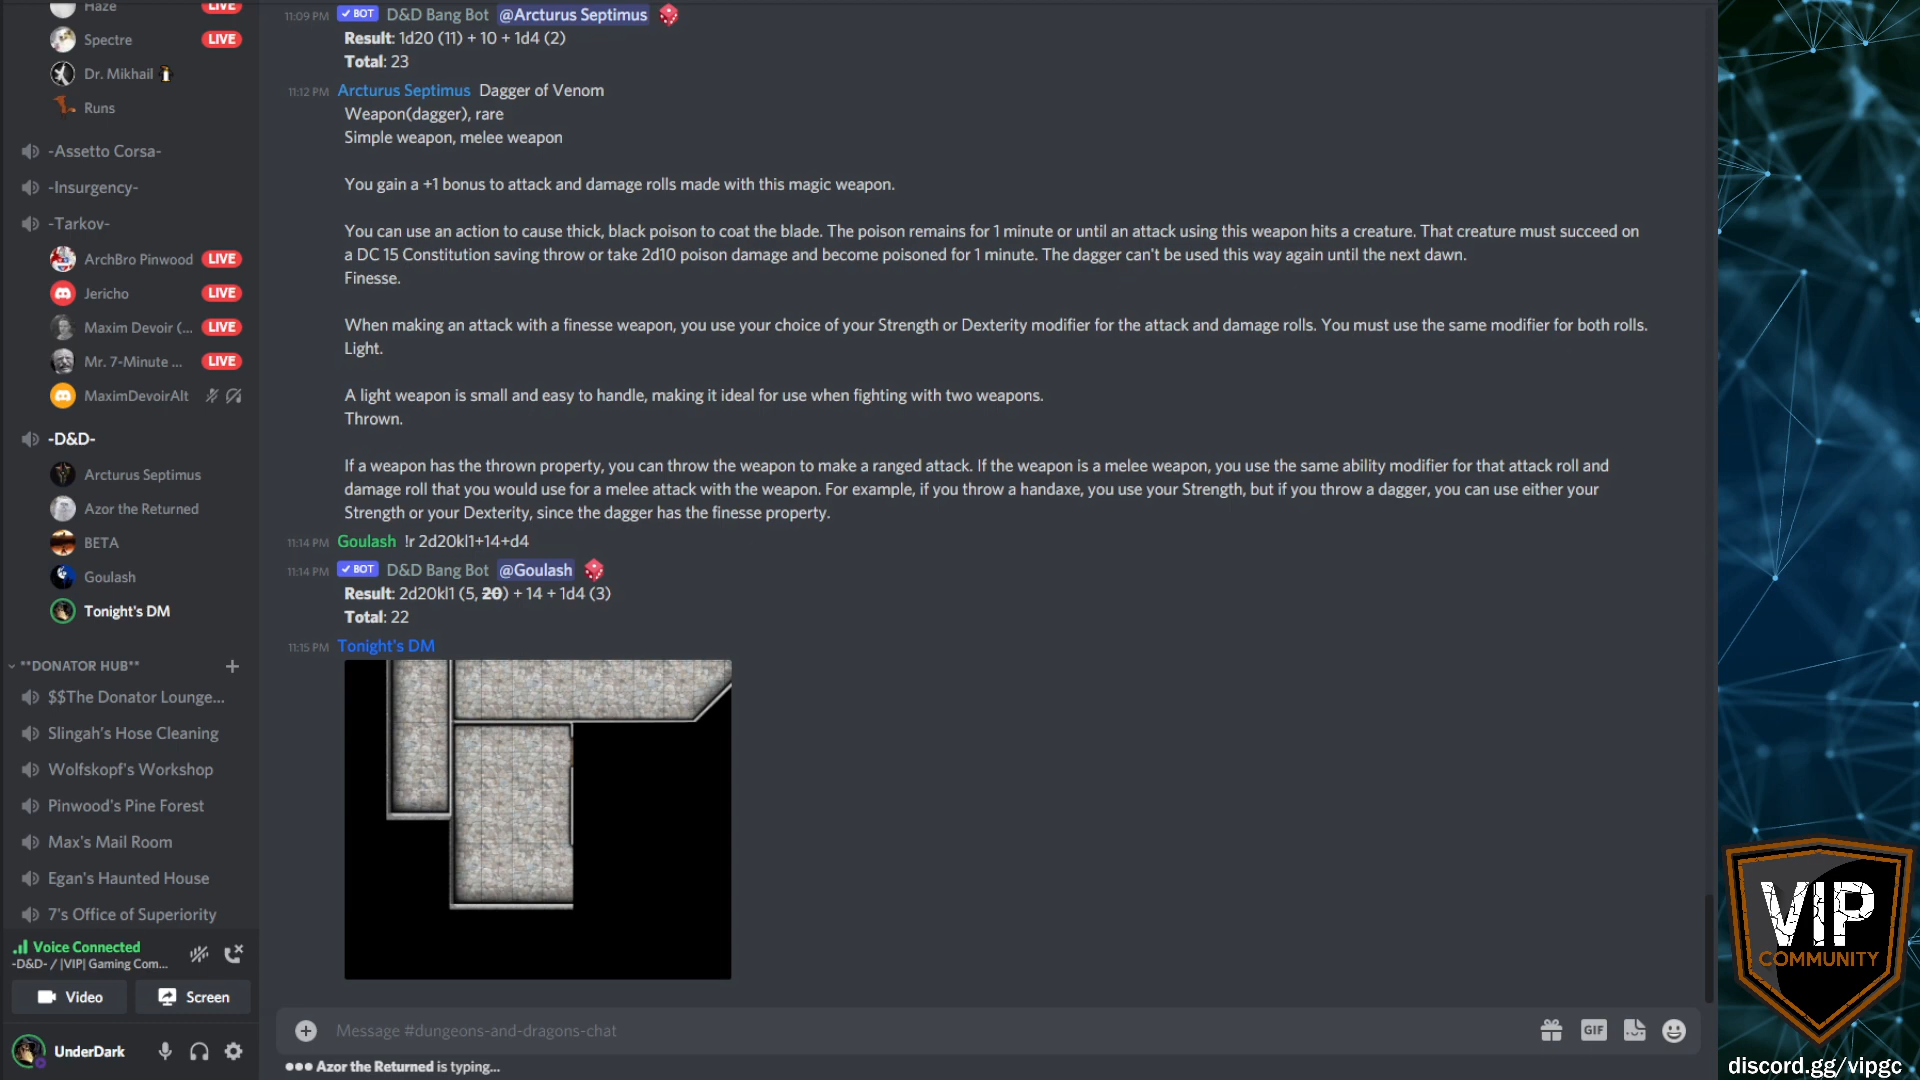 Haze LIVE
Spectre LIVE
Dr. Mikhail
Runs
-Assetto Corsa-
-Insurgency-
-Tarkov-
ArchBro Pinwood LIVE
Jericho LIVE
Maxim Devoir (... LIVE
Mr. 7-Minute ... LIVE
MaximDevoirAlt
-D&D-
Arcturus Septimus
Azor the Returned
BETA
Goulash
Tonight's DM
**DONATOR HUB** +
$$The Donator Lounge...
Slingah's Hose Cleaning
Wolfskopf's Workshop
Pinwood's Pine Forest
Max's Mail Room
Egan's Haunted House
7's Office of Superiority
Voice Connected
-D&D- / |VIP| Gaming Com...
Video Screen
UnderDark
11:09 PM BOT D&D Bang Bot @Arcturus Septimus
Result: 1d20 (11) + 10 + 1d4 (2)
Total: 23
11:12 PM Arcturus Septimus Dagger of Venom
Weapon(dagger), rare
Simple weapon, melee weapon
You gain a +1 bonus to attack and damage rolls made with this magic weapon.
You can use an action to cause thick, black poison to coat the blade. The poison remains for 1 minute or until an attack using this weapon hits a creature. That creature must succeed on
a DC 15 Constitution saving throw or take 2d10 poison damage and become poisoned for 1 minute. The dagger can't be used this way again until the next dawn.
Finesse.
When making an attack with a finesse weapon, you use your choice of your Strength or Dexterity modifier for the attack and damage rolls. You must use the same modifier for both rolls.
Light.
A light weapon is small and easy to handle, making it ideal for use when fighting with two weapons.
Thrown.
If a weapon has the thrown property, you can throw the weapon to make a ranged attack. If the weapon is a melee weapon, you use the same ability modifier for that attack roll and
damage roll that you would use for a melee attack with the weapon. For example, if you throw a handaxe, you use your Strength, but if you throw a dagger, you can use either your
Strength or your Dexterity, since the dagger has the finesse property.
11:14 PM Goulash !r 2d20kl1+14+d4
11:14 PM BOT D&D Bang Bot @Goulash
Result: 2d20kl1 (5, 20) + 14 + 1d4 (3)
Total: 22
11:15 PM Tonight's DM
Message #dungeons-and-dragons-chat
GIF
Azor the Returned is typing...
VIP
COMMUNITY
discord.gg/vipgc